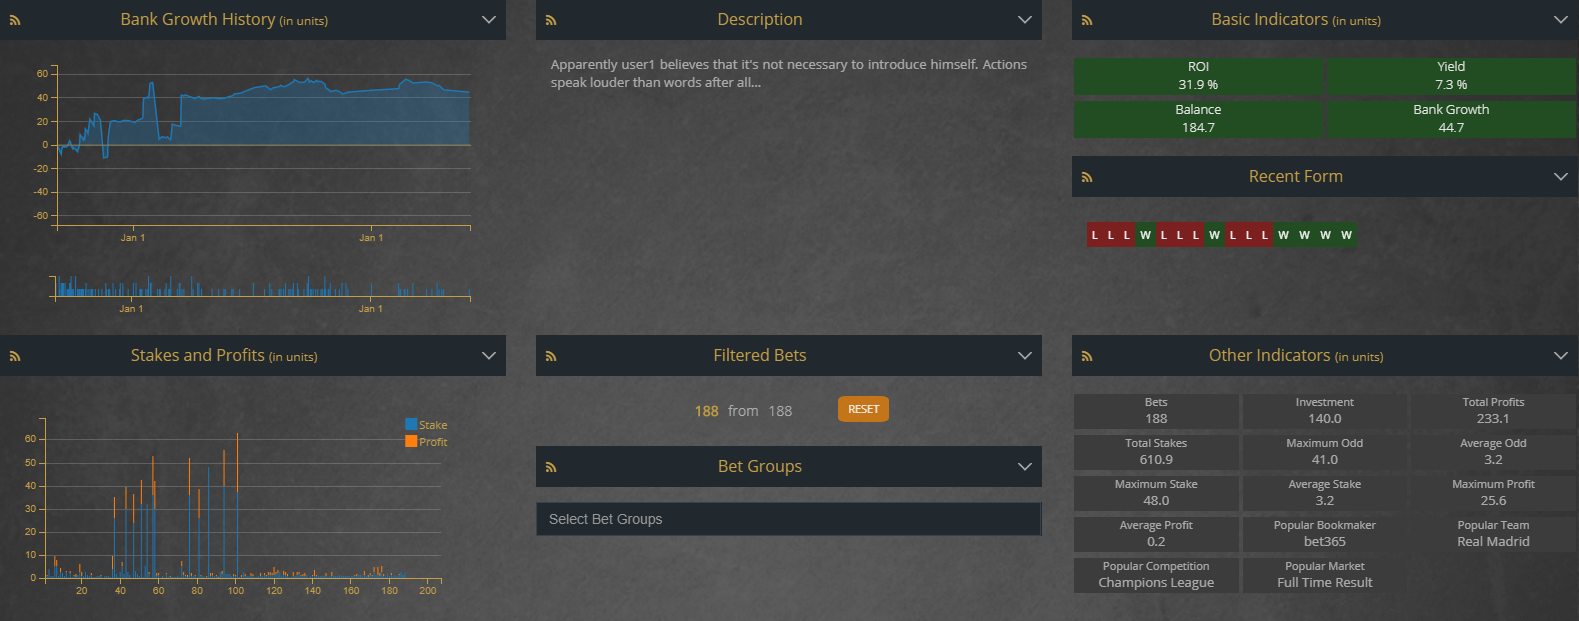 Bank Growth History (in units)
60
40
20
0
-20
-40
-60
Jan 1
Jan 1
Jan 1
Jan 1
Description
Apparently user1 believes that it's not necessary to introduce himself. Actions
speak louder than words after all...
Basic Indicators (in units)
ROI
31.9 %
Yield
7.3 %
Balance
184.7
Bank Growth
44.7
Recent Form
L L L W L L L W L L L W W W W
Stakes and Profits (in units)
Stake
Profit
60
50
40
30
20
10
0
20 40 60 80 100 120 140 160 180 200
Filtered Bets
188 from 188
RESET
Bet Groups
Select Bet Groups
Other Indicators (in units)
Bets
188
Investment
140.0
Total Profits
233.1
Total Stakes
610.9
Maximum Odd
41.0
Average Odd
3.2
Maximum Stake
48.0
Average Stake
3.2
Maximum Profit
25.6
Average Profit
0.2
Popular Bookmaker
bet365
Popular Team
Real Madrid
Popular Competition
Champions League
Popular Market
Full Time Result